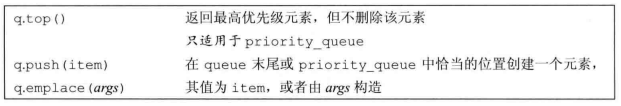 q.top() 返回最高优先级元素，但不删除该元素
只适用于 priority_queue
q.push(item) 在 queue 末尾或 priority_queue 中恰当的位置创建一个元素，
q.emplace(args) 其值为 item，或者由 args 构造